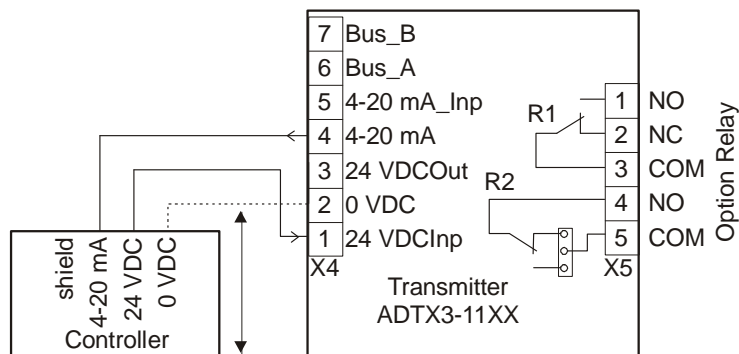 7 Bus_B
6 Bus_A
5 4-20 mA_Inp
4 4-20 mA
3 24 VDCOut
2 0 VDC
1 24 VDCInp
X4
R1
R2
1 NO
2 NC
3 COM
4 NO
5 COM
X5
Option Relay
Transmitter
ADTX3-11XX
shield
4-20 mA
24 VDC
0 VDC
Controller